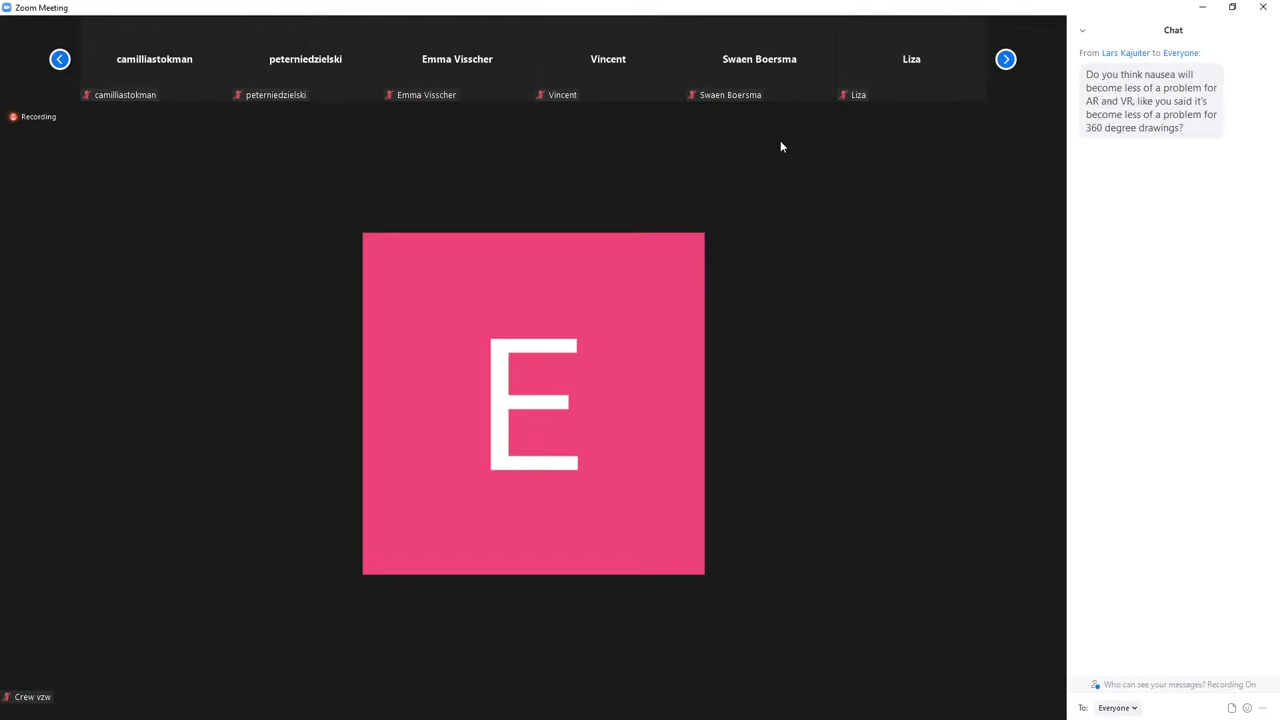 Zoom Meeting
camilliastokman
peterniedzielski
Emma Visscher
Vincent
Swaen Boersma
Liza
camilliastokman
peterniedzielski
Emma Visscher
Vincent
Swaen Boersma
Liza
Recording
E
Crew vzw
Chat
From Lars Kajuiter to Everyone:
Do you think nausea will
become less of a problem for
AR and VR, like you said it's
become less of a problem for
360 degree drawings?
Who can see your messages? Recording On
To: Everyone